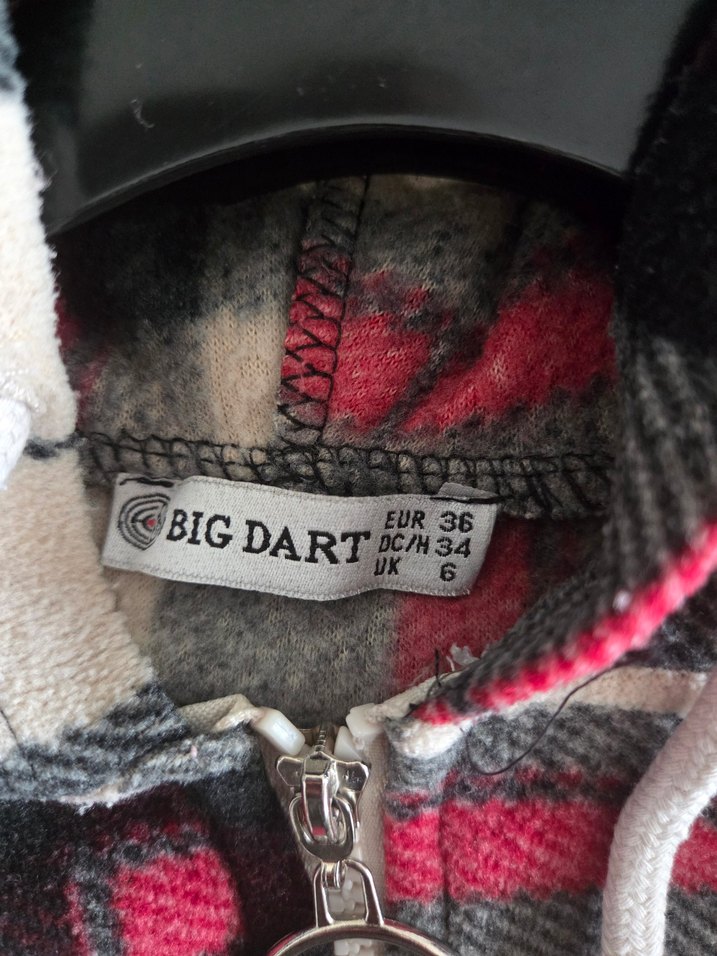 BIG DART
EUR 36
DC/H 34
UK 6